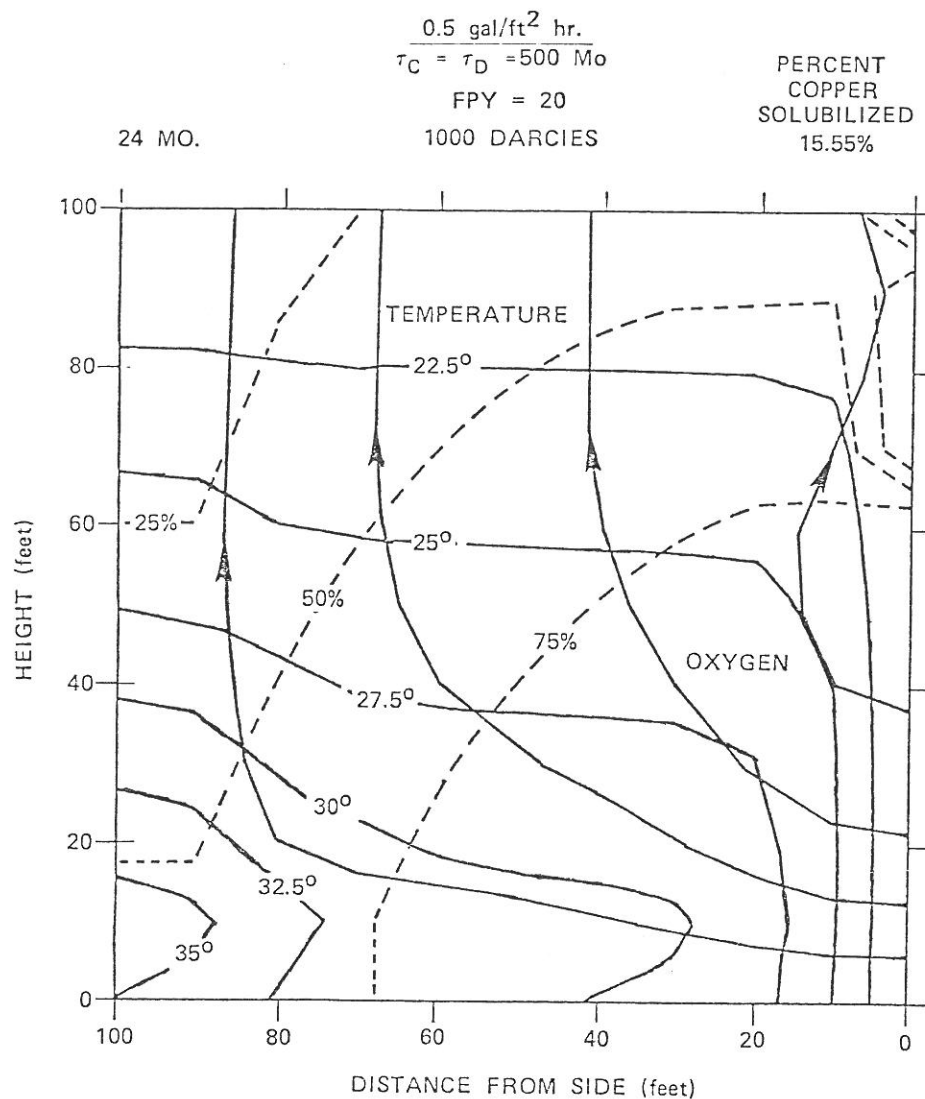 0.5 gal/ft² hr.
τC = τD =500 Mo
FPY = 20
24 MO.
1000 DARCIES
PERCENT
COPPER
SOLUBILIZED
15.55%
100
80
60
40
20
0
HEIGHT (feet)
TEMPERATURE
22.5°
25%
25°
50%
75%
OXYGEN
27.5°
30°
32.5°
35°
100
80
60
40
20
0
DISTANCE FROM SIDE (feet)